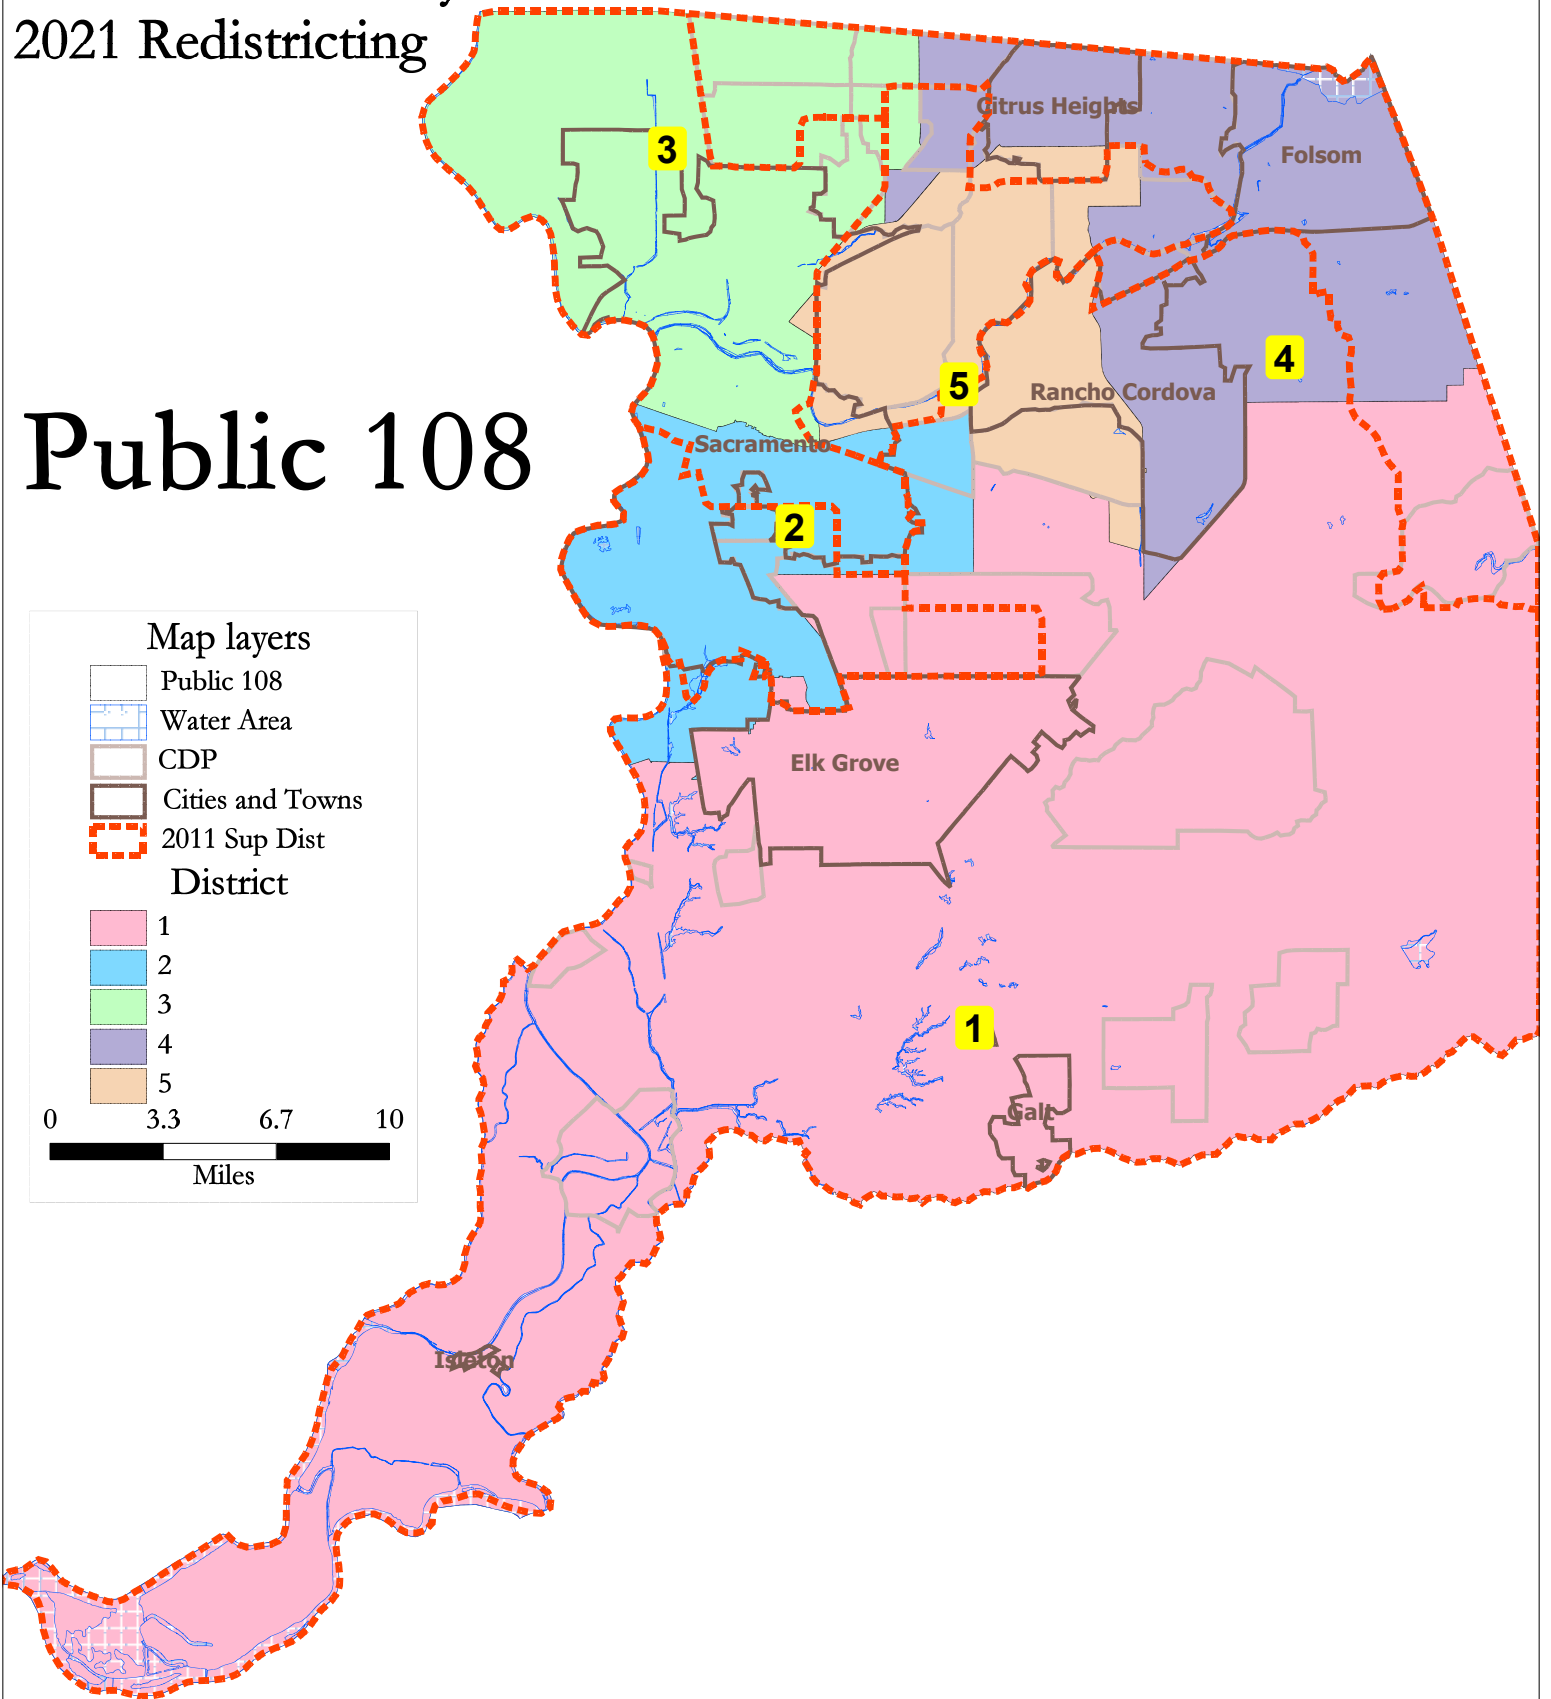 2021 Redistricting
Citrus Heights
Folsom
3
4
5
Rancho Cordova
Public 108
Sacramento
2
Map layers
Public 108
Water Area
CDP
Cities and Towns
2011 Sup Dist
District
1
2
3
4
5
0 3.3 6.7 10
Miles
Elk Grove
1
Galt
Isleton